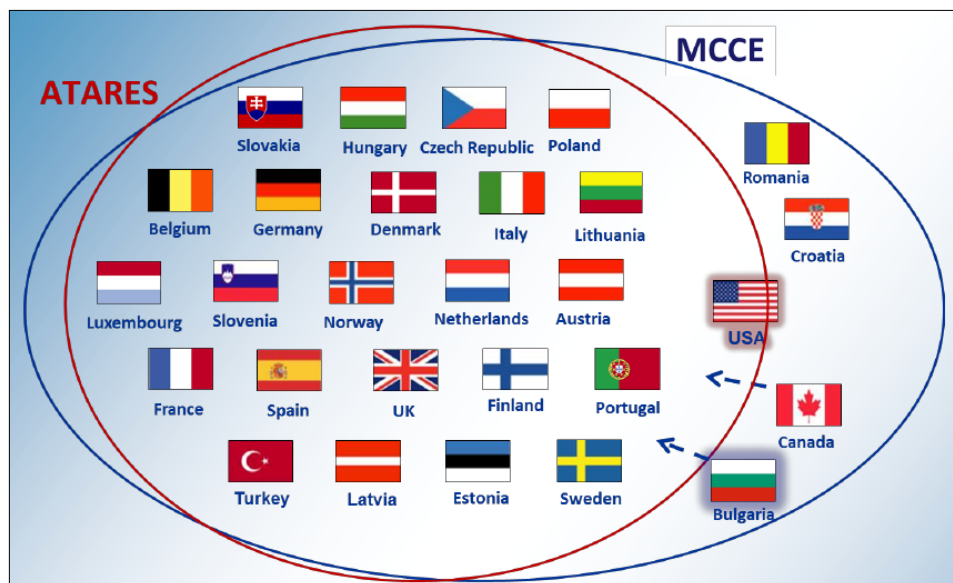 MCCE
ATARES
Slovakia
Hungary
Czech Republic
Poland
Romania
Belgium
Germany
Denmark
Italy
Lithuania
Croatia
Luxembourg
Slovenia
Norway
Netherlands
Austria
USA
France
Spain
UK
Finland
Portugal
Canada
Turkey
Latvia
Estonia
Sweden
Bulgaria